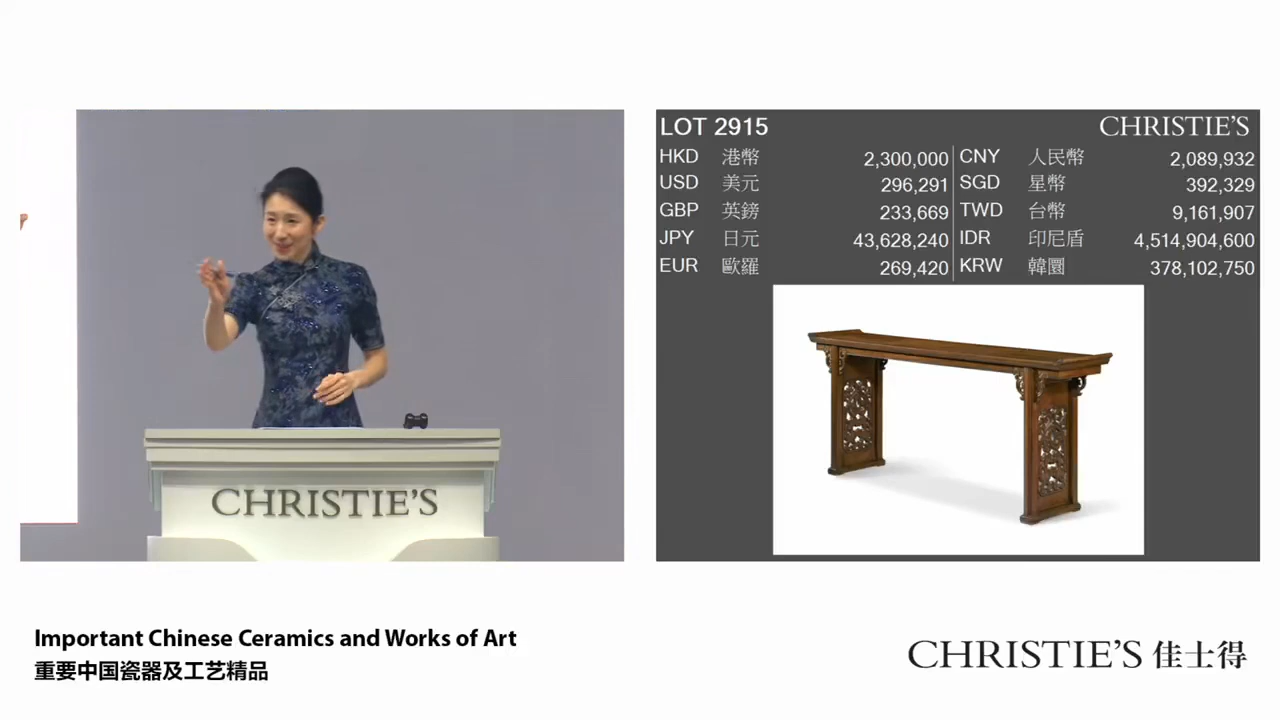 CHRISTIE'S
LOT 2915
CHRISTIE'S
HKD 港幣 2,300,000 CNY 人民幣 2,089,932
USD 美元 296,291 SGD 星幣 392,329
GBP 英鎊 233,669 TWD 台幣 9,161,907
JPY 日元 43,628,240 IDR 印尼盾 4,514,904,600
EUR 歐羅 269,420 KRW 韓圜 378,102,750
Important Chinese Ceramics and Works of Art
重要中国瓷器及工艺精品
CHRISTIE'S 佳士得